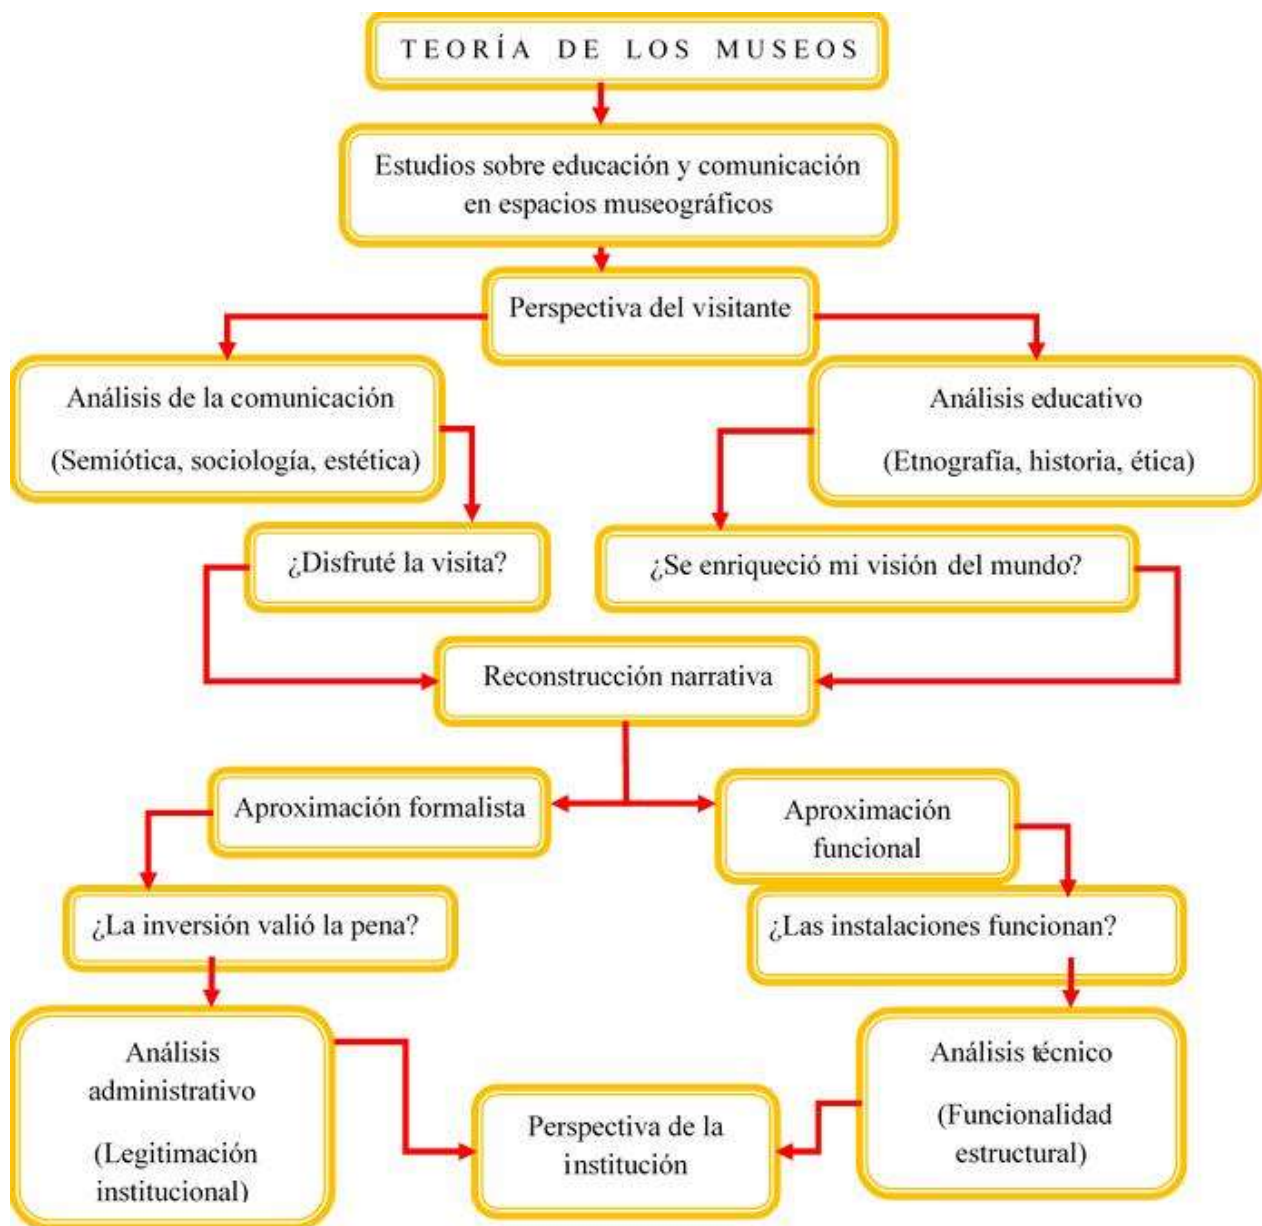 TEORÍA DE LOS MUSEOS
Estudios sobre educación y comunicación
en espacios museográficos
Perspectiva del visitante
Análisis de la comunicación
(Semiótica, sociología, estética)
Análisis educativo
(Etnografía, historia, ética)
¿Disfruté la visita?
¿Se enriqueció mi visión del mundo?
Reconstrucción narrativa
Aproximación formalista
Aproximación
funcional
¿La inversión valió la pena?
¿Las instalaciones funcionan?
Análisis
administrativo
(Legitimación
institucional)
Perspectiva de la
institución
Análisis técnico
(Funcionalidad
estructural)